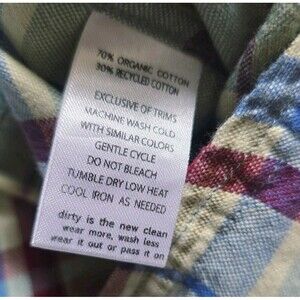 70% ORGANIC COTTON
30% RECYCLED COTTON
EXCLUSIVE OF TRIMS
MACHINE WASH COLD
WITH SIMILAR COLORS
GENTLE CYCLE
DO NOT BLEACH
TUMBLE DRY LOW HEAT
COOL IRON AS NEEDED
dirty is the new clean
wear more, wash less
wear it out or pass it on